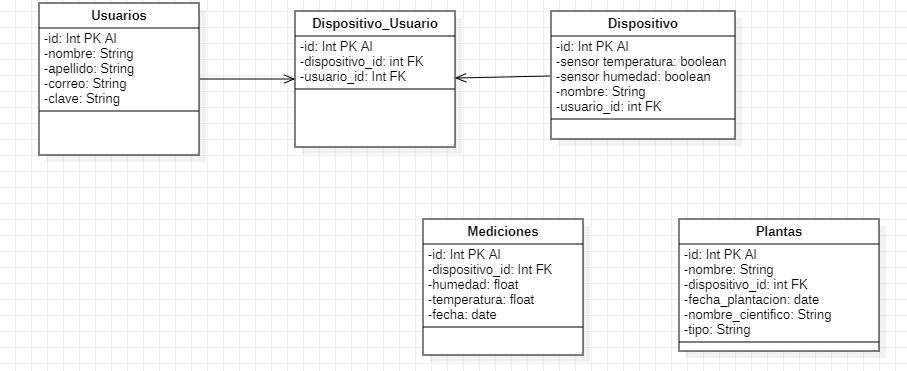 Usuarios
-id: Int PK AI
-nombre: String
-apellido: String
-correo: String
-clave: String
Dispositivo_Usuario
-id: Int PK AI
-dispositivo_id: int FK
-usuario_id: Int FK
Dispositivo
-id: Int PK AI
-sensor temperatura: boolean
-sensor humedad: boolean
-nombre: String
-usuario_id: int FK
Mediciones
-id: Int PK AI
-dispositivo_id: Int FK
-humedad: float
-temperatura: float
-fecha: date
Plantas
-id: Int PK AI
-nombre: String
-dispositivo_id: int FK
-fecha_plantacion: date
-nombre_cientifico: String
-tipo: String